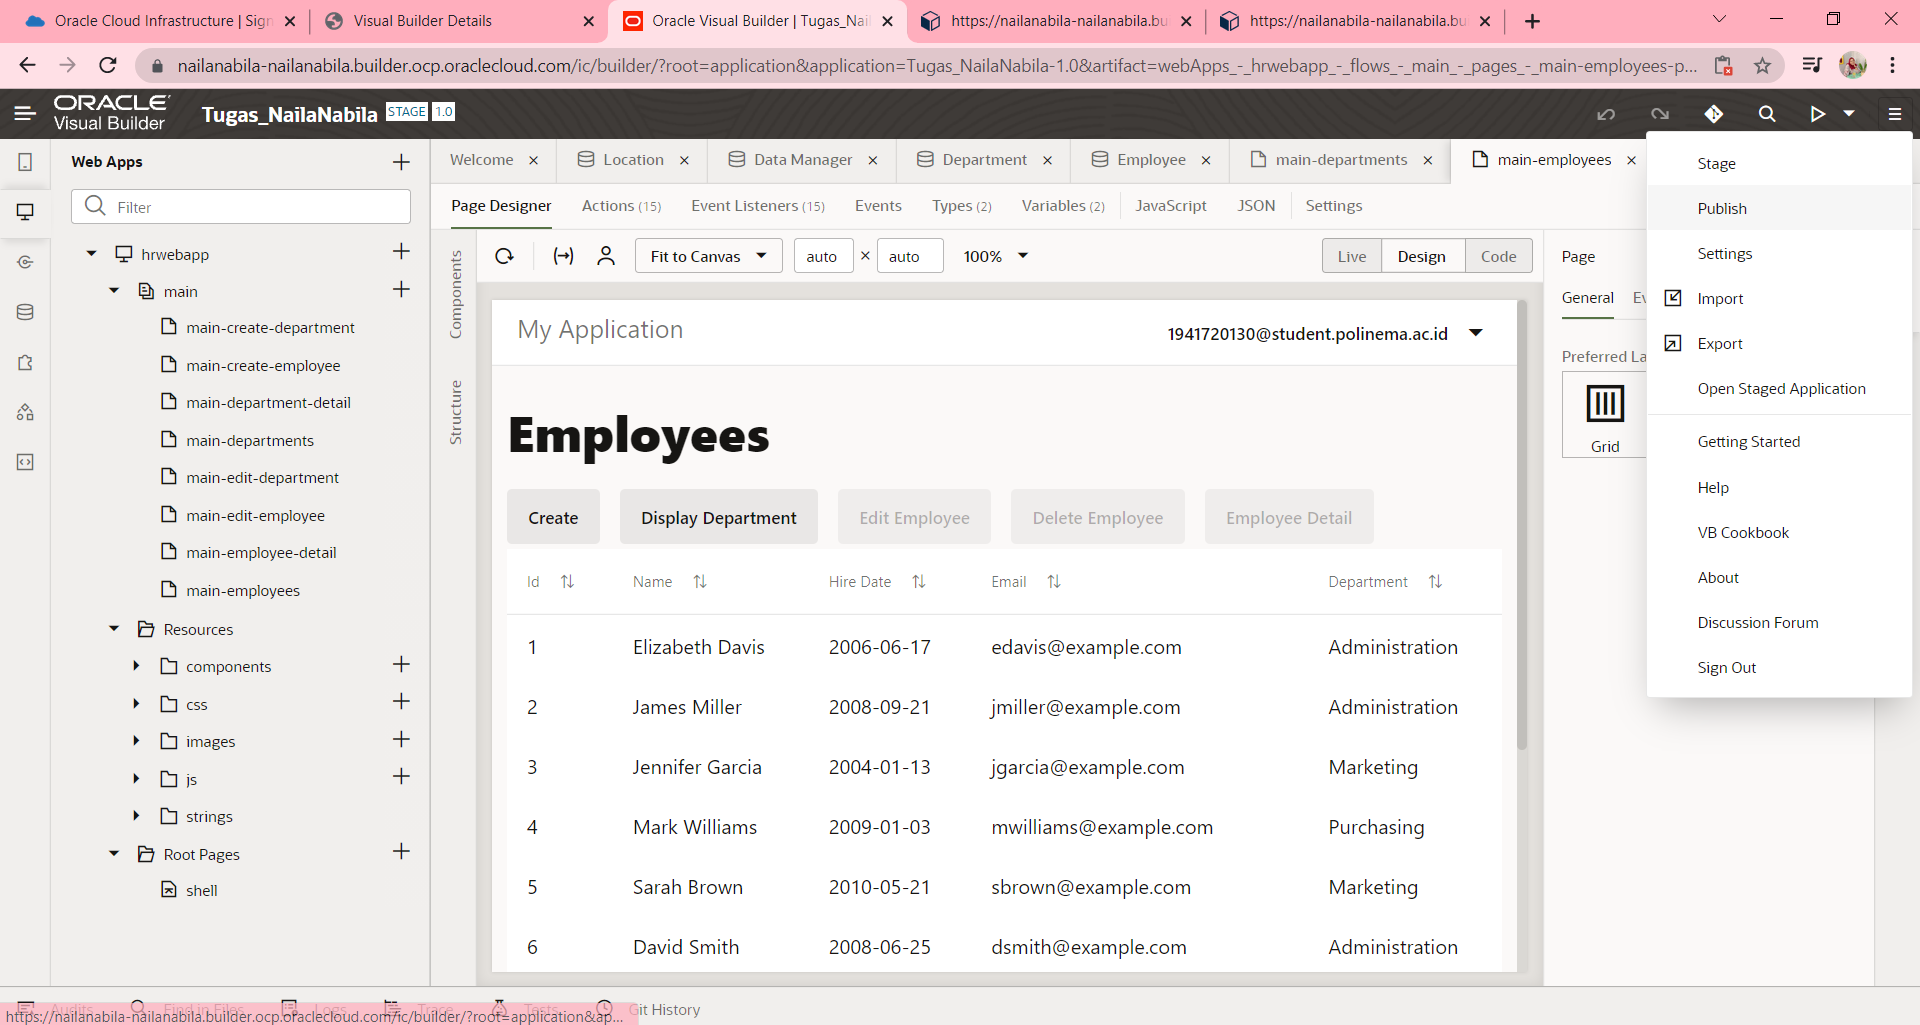 Oracle Cloud Infrastructure | Sign
Visual Builder Details
Oracle Visual Builder | Tugas_Nail
https://nailanabila-nailanabila.bu
https://nailanabila-nailanabila.bu
nailanabila-nailanabila.builder.ocp.oraclecloud.com/ic/builder/?root=application&application=Tugas_NailaNabila-1.0&artifact=webApps_-_hrwebapp_-_flows_-_main_-_pages_-_main-employees-p...
ORACLE
Visual Builder
Tugas_NailaNabila STAGE 1.0
Web Apps
Filter
hrwebapp
main
main-create-department
main-create-employee
main-department-detail
main-departments
main-edit-department
main-edit-employee
main-employee-detail
main-employees
Resources
components
css
images
js
strings
Root Pages
shell
Welcome
Location
Data Manager
Department
Employee
main-departments
main-employees
Page Designer
Actions (15)
Event Listeners (15)
Events
Types (2)
Variables (2)
JavaScript
JSON
Settings
Components
Structure
Fit to Canvas
auto × auto
100%
Live
Design
Code
My Application
1941720130@student.polinema.ac.id
Employees
Create
Display Department
Edit Employee
Delete Employee
Employee Detail
Id Name Hire Date Email Department
1 Elizabeth Davis 2006-06-17 edavis@example.com Administration
2 James Miller 2008-09-21 jmiller@example.com Administration
3 Jennifer Garcia 2004-01-13 jgarcia@example.com Marketing
4 Mark Williams 2009-01-03 mwilliams@example.com Purchasing
5 Sarah Brown 2010-05-21 sbrown@example.com Marketing
6 David Smith 2008-06-25 dsmith@example.com Administration
Page
General Ev
Preferred La
Grid
Stage
Publish
Settings
Import
Export
Open Staged Application
Getting Started
Help
VB Cookbook
About
Discussion Forum
Sign Out
Audits
Find in Files
Logs
Trace
Tests
Git History
https://nailanabila-nailanabila.builder.ocp.oraclecloud.com/ic/builder/?root=application&ap...